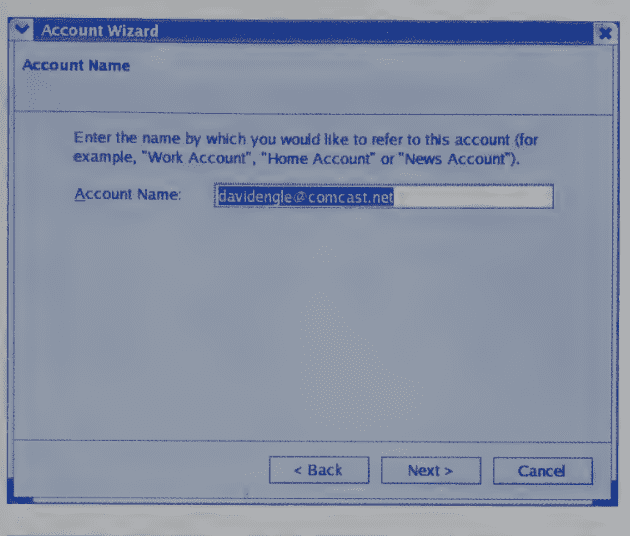 Account Wizard
Account Name
Enter the name by which you would like to refer to this account (for
example, "Work Account", "Home Account" or "News Account").
Account Name: davidengle@comcast.net
< Back Next > Cancel